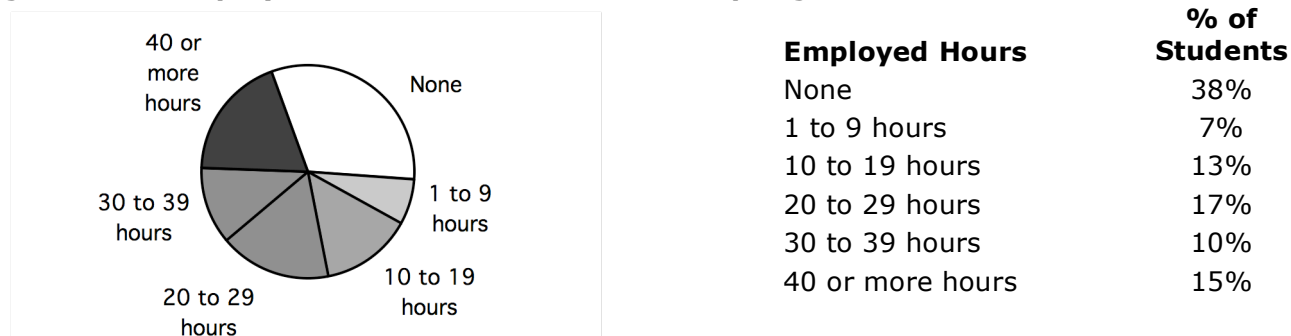 40 or
more
hours
None
1 to 9
hours
10 to 19
hours
20 to 29
hours
30 to 39
hours
% of
Employed Hours Students
None 38%
1 to 9 hours 7%
10 to 19 hours 13%
20 to 29 hours 17%
30 to 39 hours 10%
40 or more hours 15%